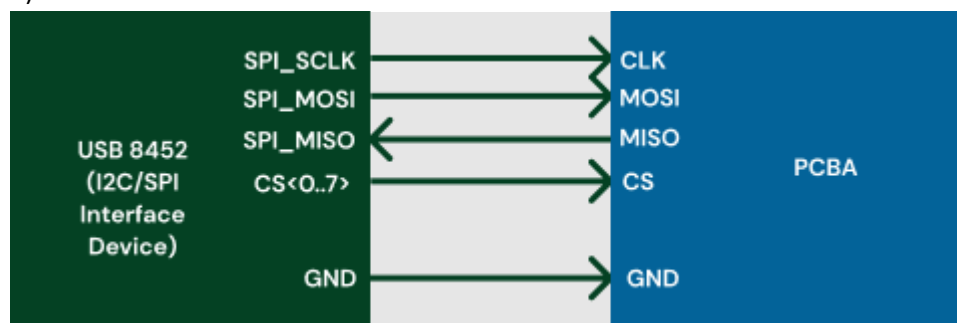 SPI_SCLK
CLK
SPI_MOSI
MOSI
SPI_MISO
MISO
USB 8452
(I2C/SPI
Interface
Device)
CS<0..7>
CS
PCBA
GND
GND